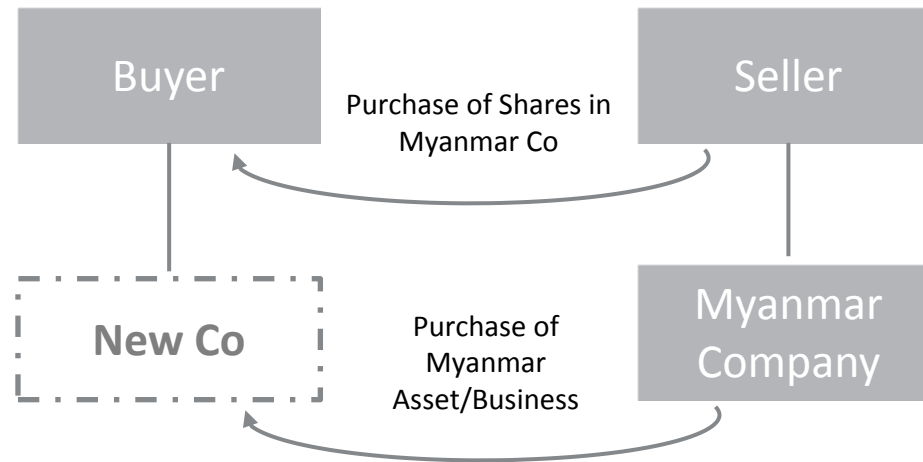 Buyer
Purchase of Shares in
Myanmar Co
Seller
New Co
Purchase of
Myanmar
Asset/Business
Myanmar
Company